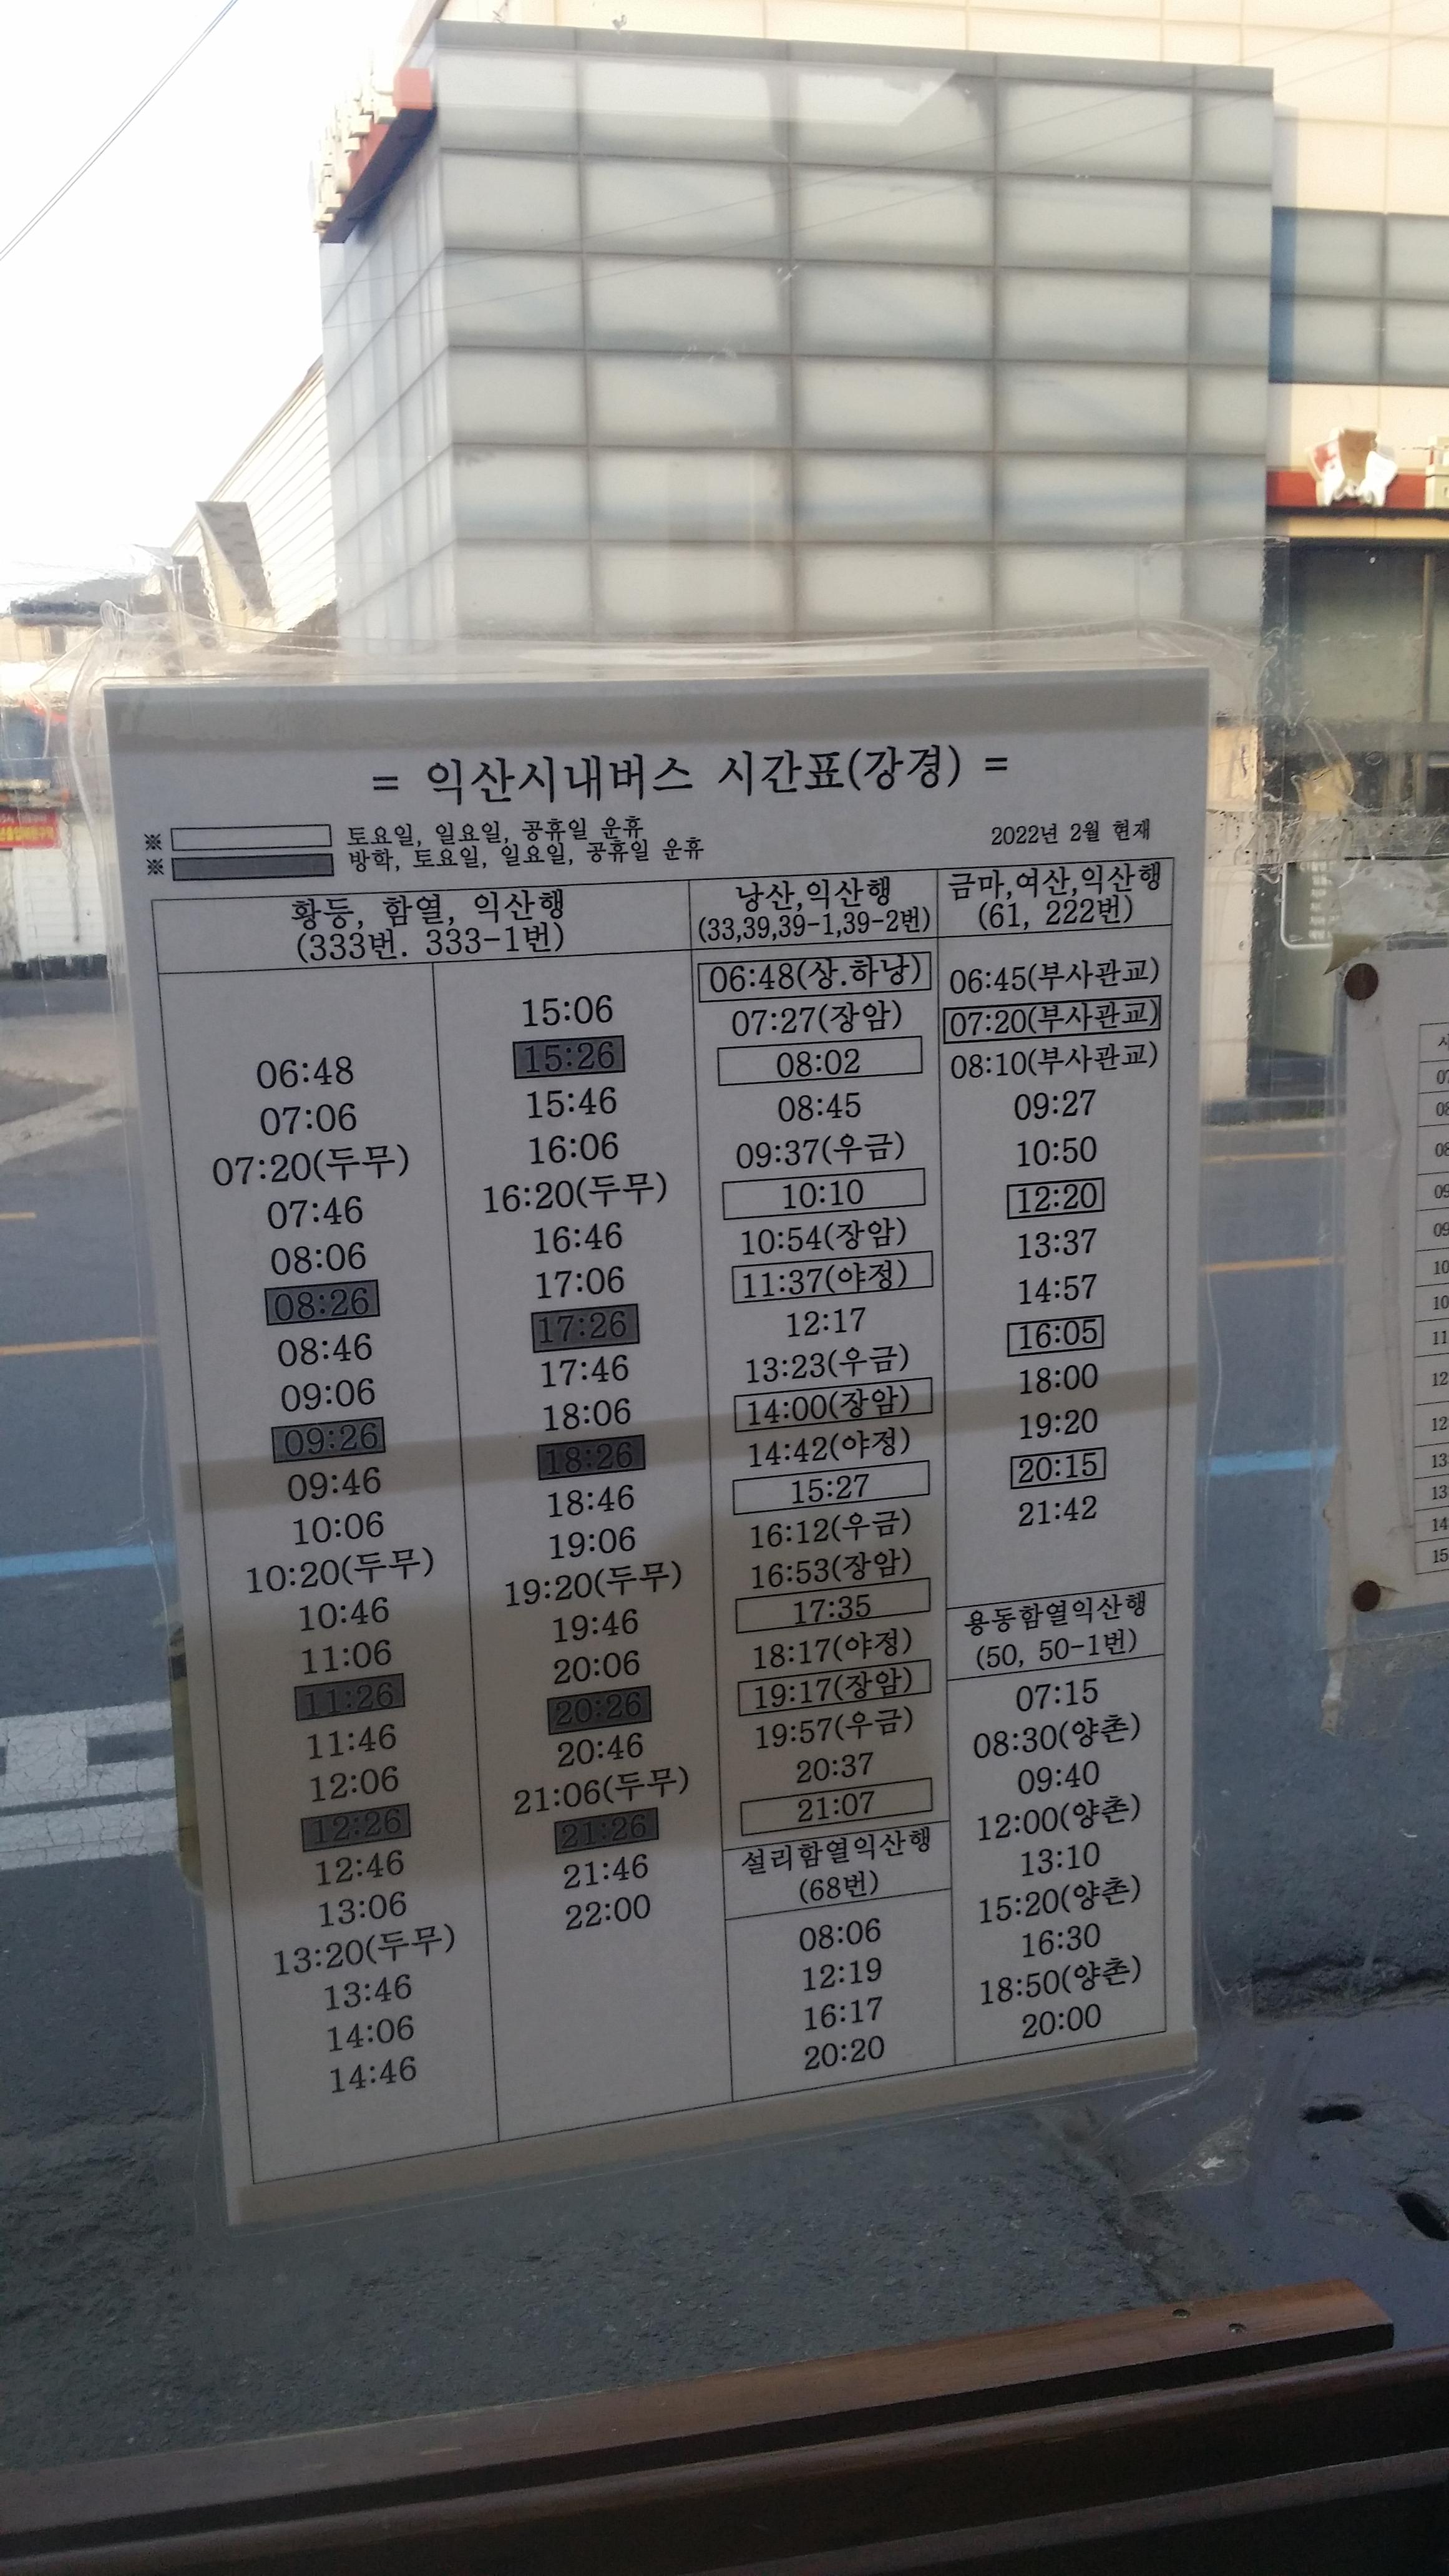 = 익산시내버스 시간표(강경) =
※ 토요일, 일요일, 공휴일 운휴
※ 방학, 토요일, 일요일, 공휴일 운휴
2022년 2월 현재
황등, 함열, 익산행
(333번. 333-1번)
06:48
07:06
07:20(두무)
07:46
08:06
08:26
08:46
09:06
09:26
09:46
10:06
10:20(두무)
10:46
11:06
11:26
11:46
12:06
12:26
12:46
13:06
13:20(두무)
13:46
14:06
14:46
15:06
15:26
15:46
16:06
16:20(두무)
16:46
17:06
17:26
17:46
18:06
18:26
18:46
19:06
19:20(두무)
19:46
20:06
20:26
20:46
21:06(두무)
21:26
21:46
22:00
낭산,익산행
(33,39,39-1,39-2번)
06:48(상.하낭)
07:27(장암)
08:02
08:45
09:37(우금)
10:10
10:54(장암)
11:37(야정)
12:17
13:23(우금)
14:00(장암)
14:42(야정)
15:27
16:12(우금)
16:53(장암)
17:35
18:17(야정)
19:17(장암)
19:57(우금)
20:37
21:07
설리함열익산행
(68번)
08:06
12:19
16:17
20:20
금마,여산,익산행
(61, 222번)
06:45(부사관교)
07:20(부사관교)
08:10(부사관교)
09:27
10:50
12:20
13:37
14:57
16:05
18:00
19:20
20:15
21:42
용동함열익산행
(50, 50-1번)
07:15
08:30(양촌)
09:40
12:00(양촌)
13:10
15:20(양촌)
16:30
18:50(양촌)
20:00